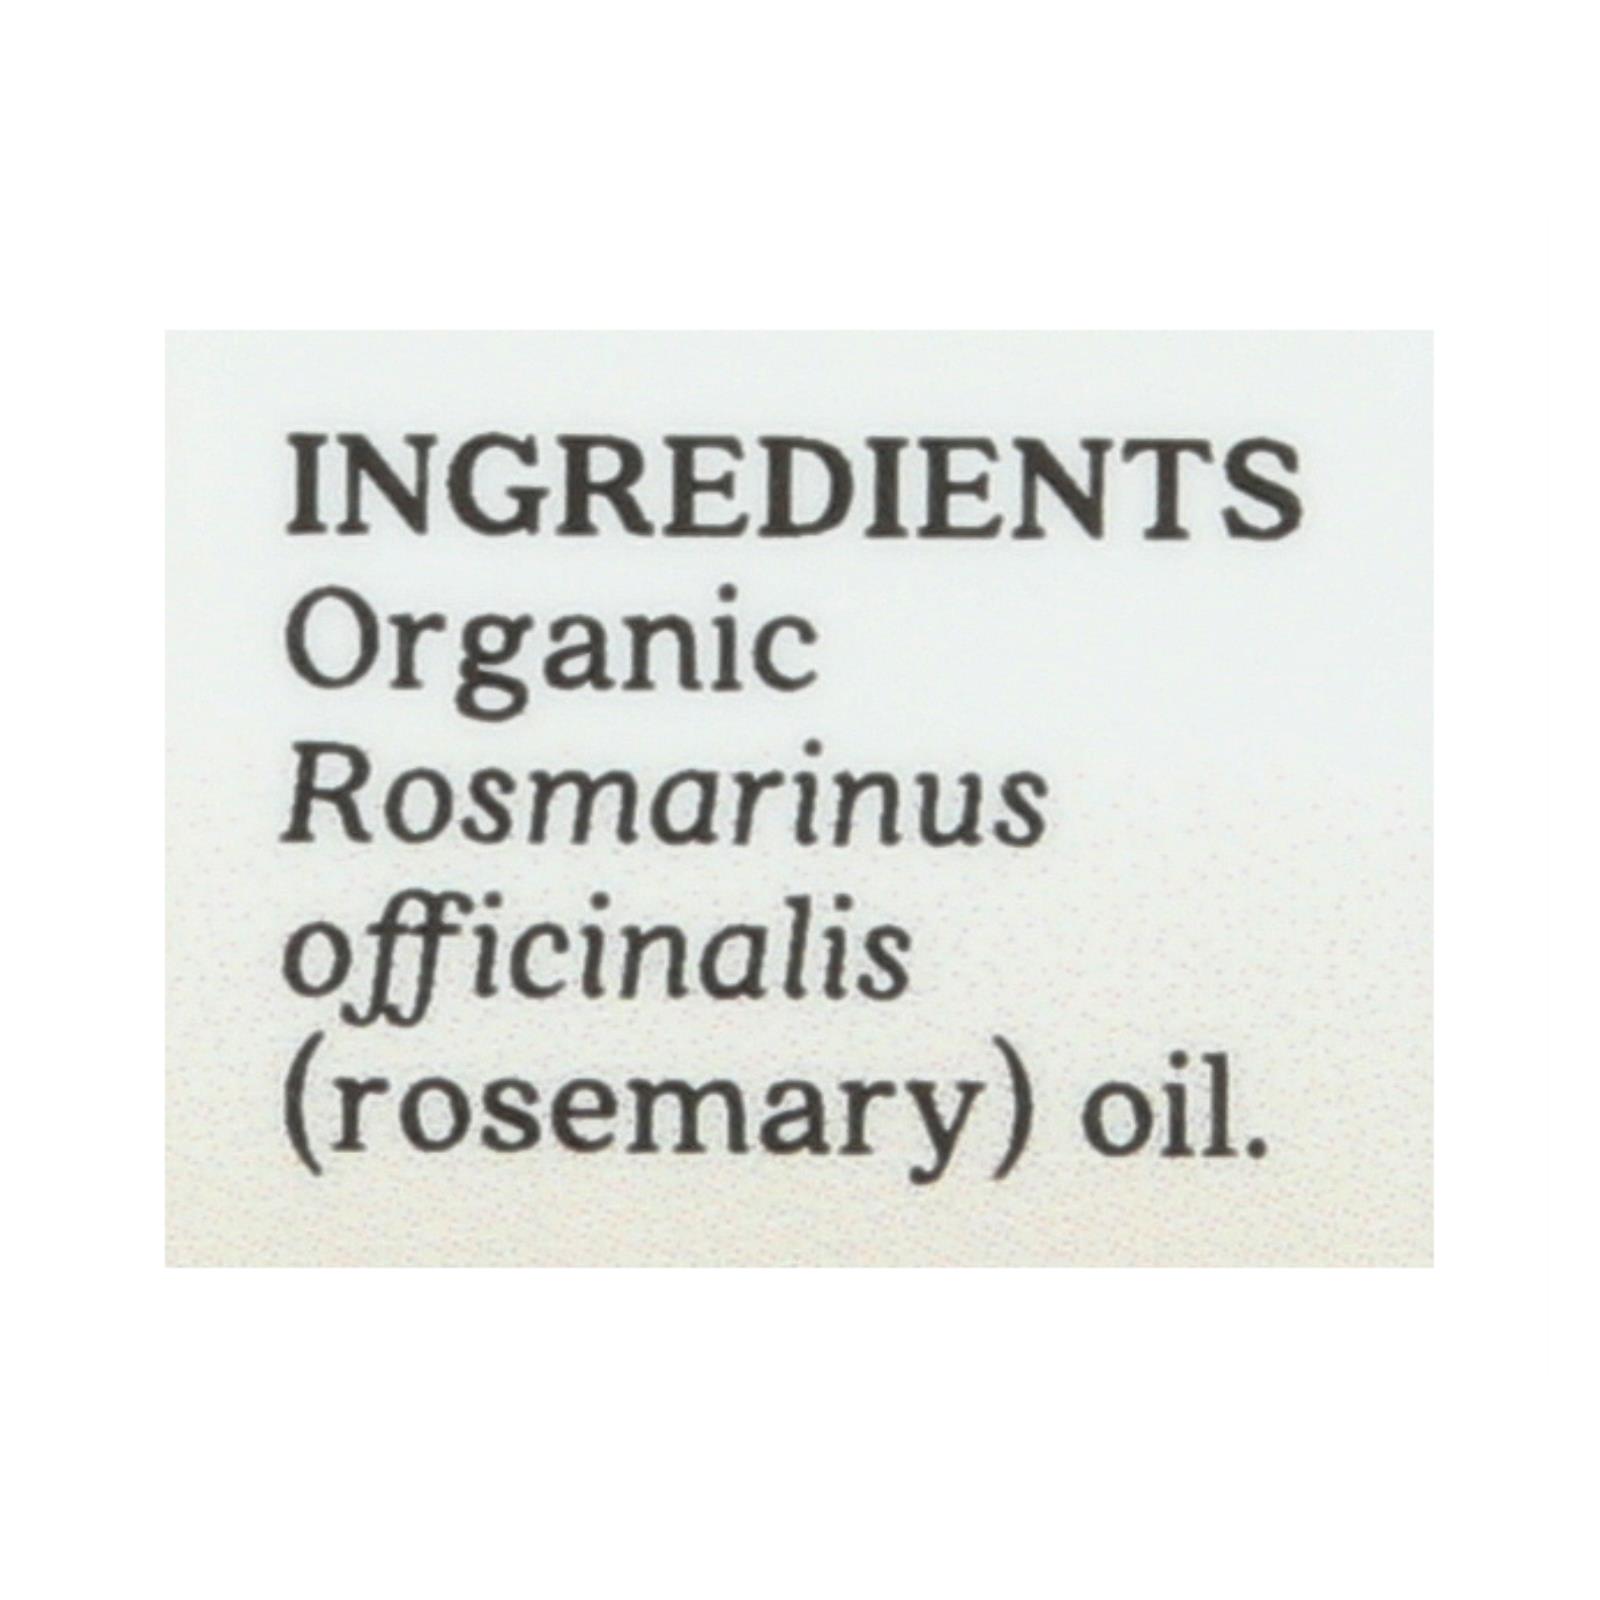 INGREDIENTS
Organic
Rosmarinus
officinalis
(rosemary) oil.